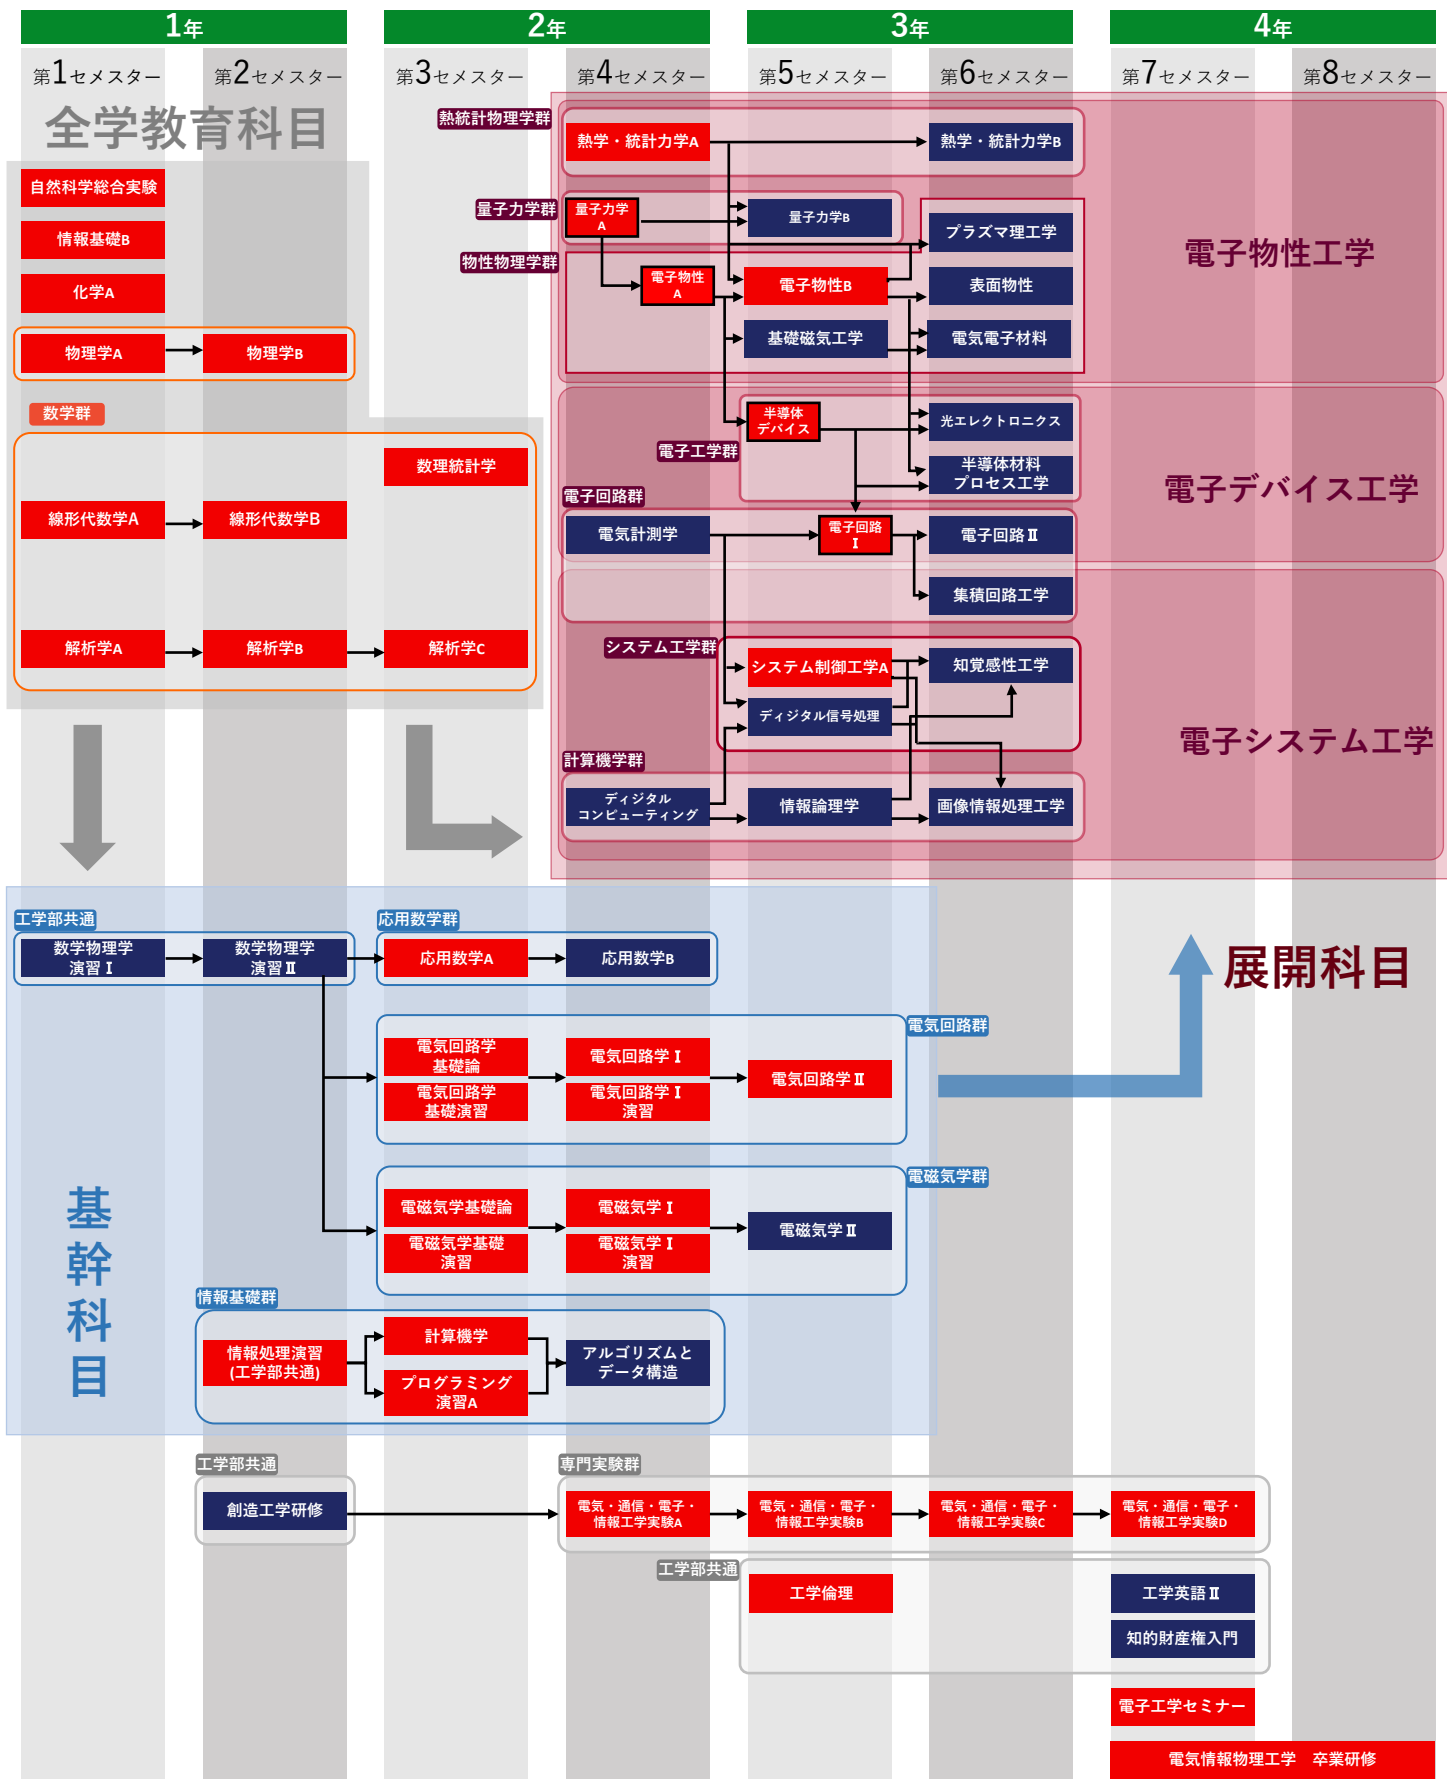 1年
2年
3年
4年
第1セメスター
第2セメスター
第3セメスター
第4セメスター
第5セメスター
第6セメスター
第7セメスター
第8セメスター
全学教育科目
自然科学総合実験
情報基礎B
化学A
物理学A
物理学B
数学群
数理統計学
線形代数学A
線形代数学B
解析学A
解析学B
解析学C
熱統計物理学群
熱学・統計力学A
熱学・統計力学B
量子力学群
量子力学
A
量子力学B
プラズマ理工学
電子物性工学
物性物理学群
電子物性
A
電子物性B
表面物性
基礎磁気工学
電気電子材料
半導体
デバイス
光エレクトロニクス
電子工学群
半導体材料
プロセス工学
電子デバイス工学
電子回路群
電気計測学
電子回路
I
電子回路Ⅱ
集積回路工学
システム工学群
システム制御工学A
知覚感性工学
ディジタル信号処理
電子システム工学
計算機学群
ディジタル
コンピューティング
情報論理学
画像情報処理工学
工学部共通
数学物理学
演習Ⅰ
数学物理学
演習Ⅱ
応用数学群
応用数学A
応用数学B
展開科目
電気回路群
電気回路学
基礎論
電気回路学Ⅰ
電気回路学Ⅱ
電気回路学
基礎演習
電気回路学Ⅰ
演習
電磁気学群
電磁気学基礎論
電磁気学Ⅰ
電磁気学Ⅱ
電磁気学基礎
演習
電磁気学Ⅰ
演習
基
幹
科
目
情報基礎群
情報処理演習
(工学部共通)
計算機学
プログラミング
演習A
アルゴリズムと
データ構造
工学部共通
創造工学研修
専門実験群
電気・通信・電子・
情報工学実験A
電気・通信・電子・
情報工学実験B
電気・通信・電子・
情報工学実験C
電気・通信・電子・
情報工学実験D
工学部共通
工学倫理
工学英語Ⅱ
知的財産権入門
電子工学セミナー
電気情報物理工学　卒業研修